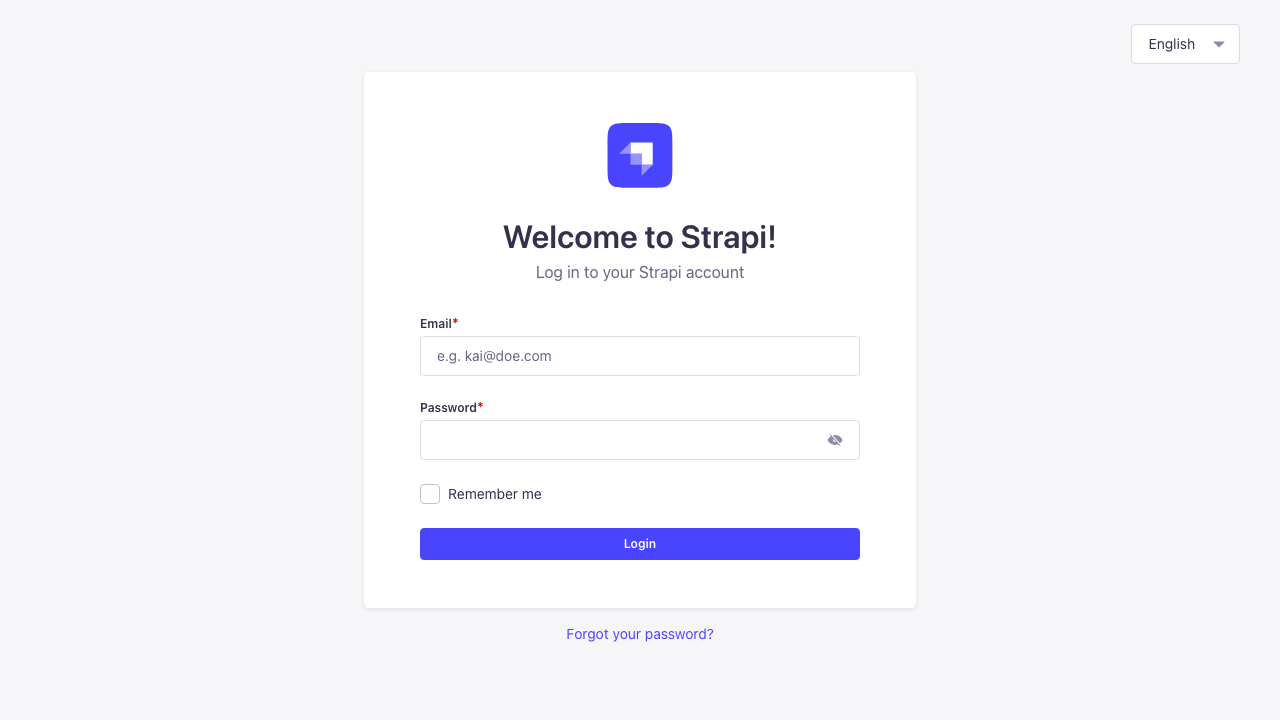 English
Welcome to Strapi!
Log in to your Strapi account
Email*
e.g. kai@doe.com
Password*
Remember me
Login
Forgot your password?